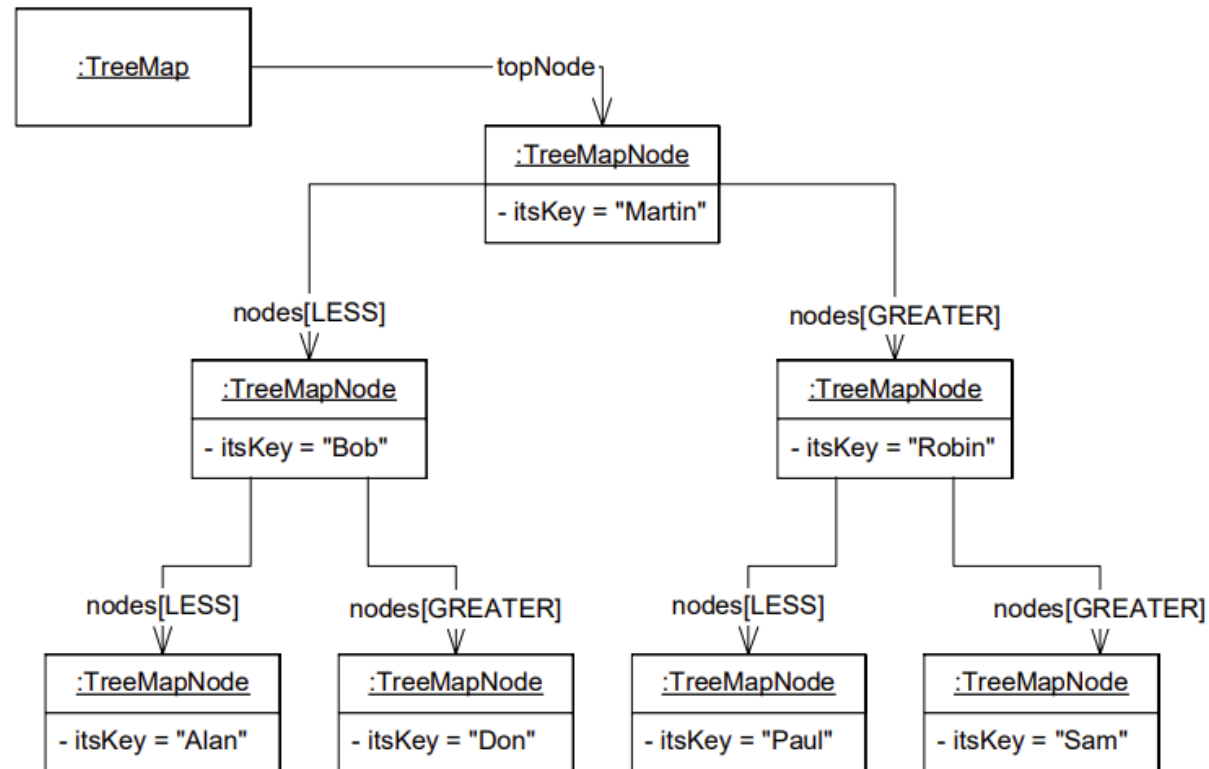 :TreeMap
topNode
:TreeMapNode
- itsKey = "Martin"
nodes[LESS]
nodes[GREATER]
:TreeMapNode
- itsKey = "Bob"
:TreeMapNode
- itsKey = "Robin"
nodes[LESS]
nodes[GREATER]
nodes[LESS]
nodes[GREATER]
:TreeMapNode
- itsKey = "Alan"
:TreeMapNode
- itsKey = "Don"
:TreeMapNode
- itsKey = "Paul"
:TreeMapNode
- itsKey = "Sam"